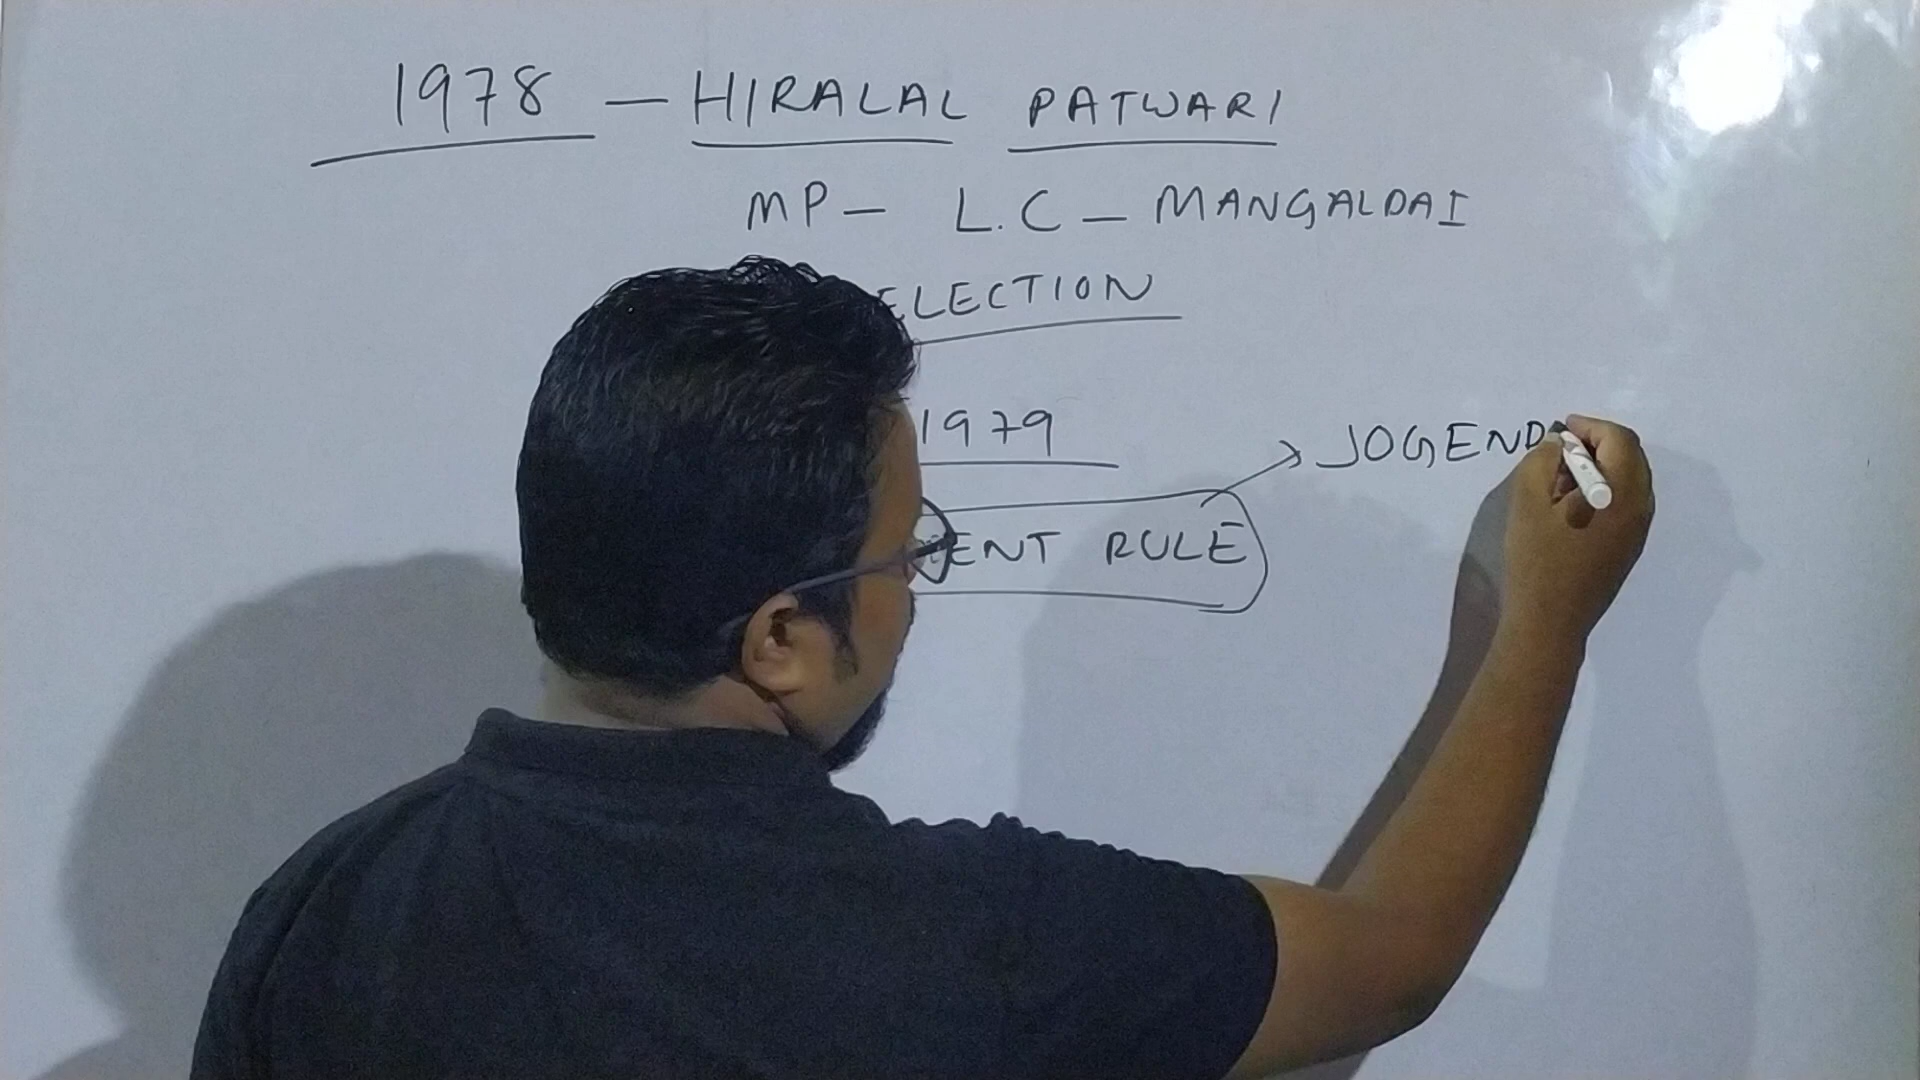 1978 — HIRALAL PATWARI
MP — L.C — MANGALDAI
ELECTION
1979
→ JOGEND
ENT RULE